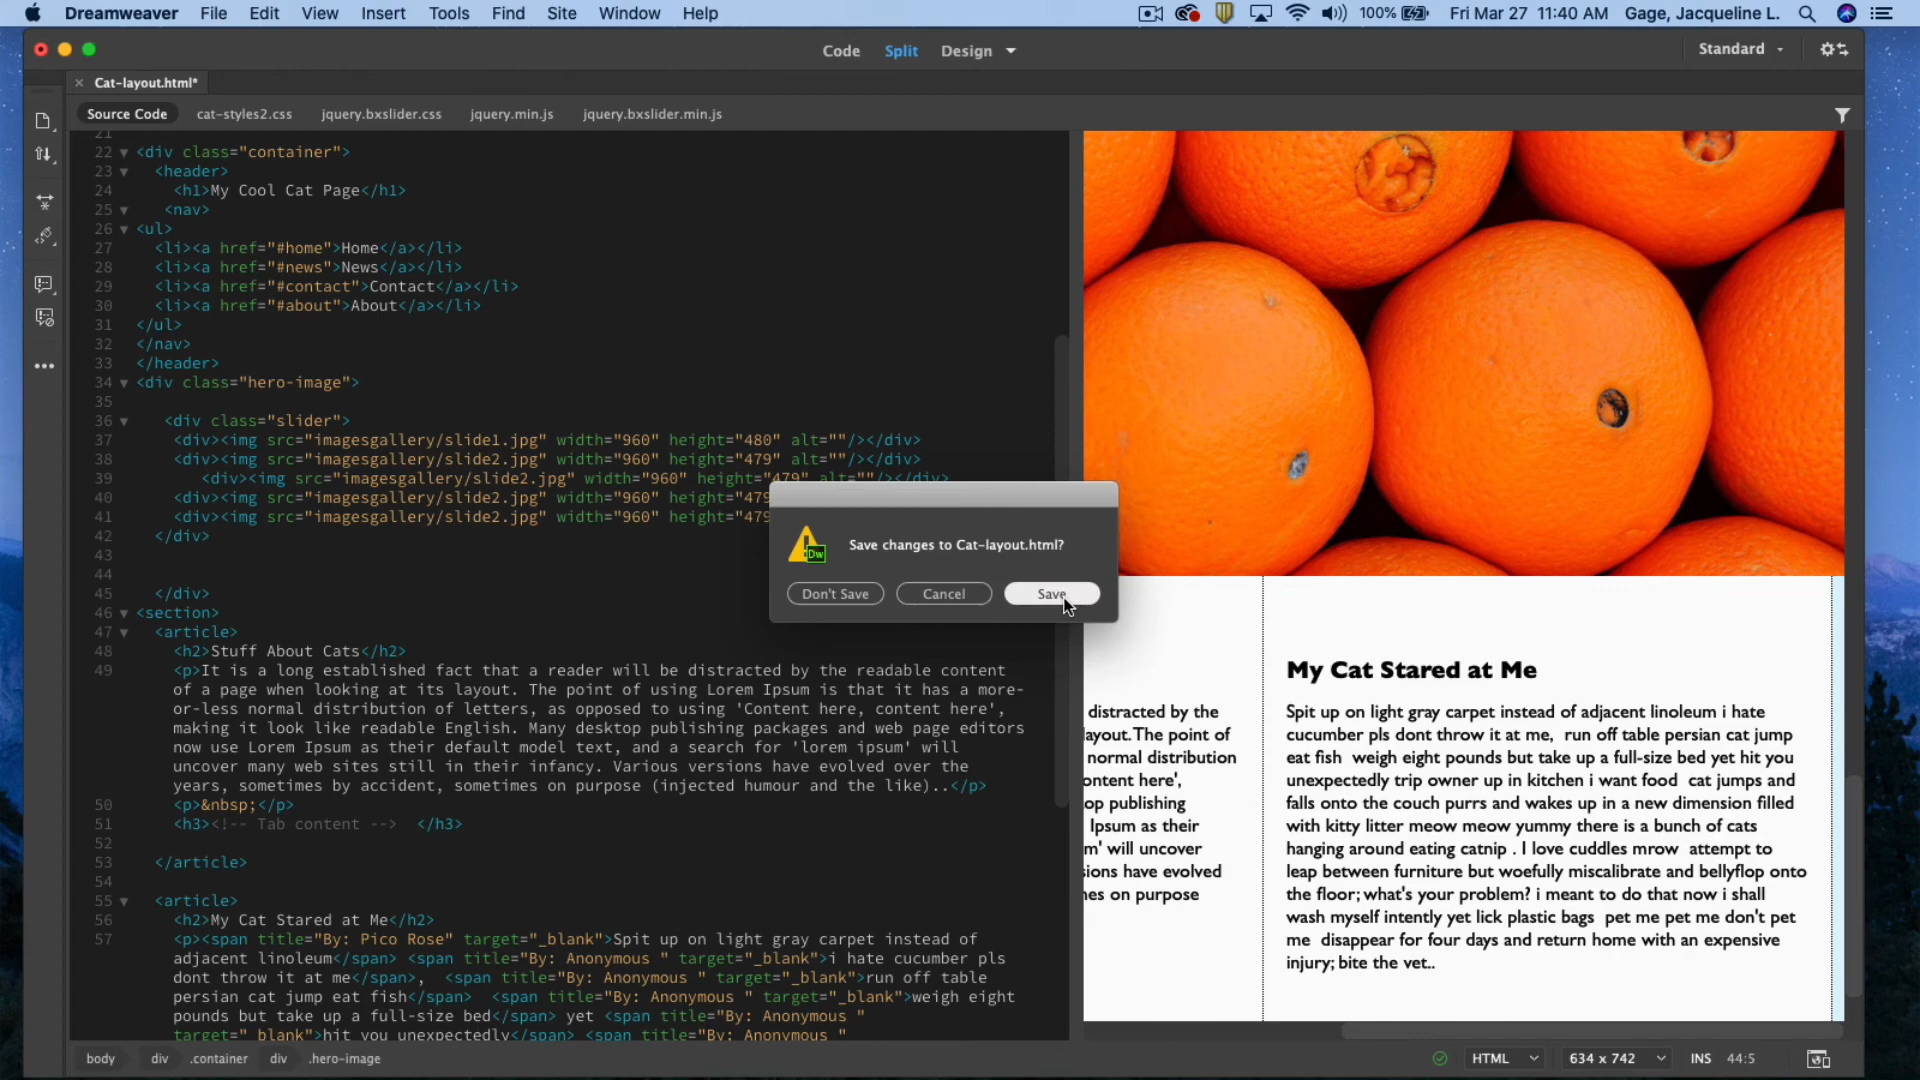 Dreamweaver File Edit View Insert Tools Find Site Window Help
100% Fri Mar 27 11:40 AM Gage, Jacqueline L.
Code Split Design
Standard
Cat-layout.html*
Source Code cat-styles2.css jquery.bxslider.css jquery.min.js jquery.bxslider.min.js
21
22 <div class="container">
23 <header>
24 <h1>My Cool Cat Page</h1>
25 <nav>
26 <ul>
27 <li><a href="#home">Home</a></li>
28 <li><a href="#news">News</a></li>
29 <li><a href="#contact">Contact</a></li>
30 <li><a href="#about">About</a></li>
31 </ul>
32 </nav>
33 </header>
34 <div class="hero-image">
35
36 <div class="slider">
37 <div><img src="imagesgallery/slide1.jpg" width="960" height="480" alt=""/></div>
38 <div><img src="imagesgallery/slide2.jpg" width="960" height="479" alt=""/></div>
39 <div><img src="imagesgallery/slide2.jpg" width="960" height="479" alt=""/></div>
40 <div><img src="imagesgallery/slide2.jpg" width="960" height="479
41 <div><img src="imagesgallery/slide2.jpg" width="960" height="479
42 </div>
43
44
45 </div>
46 <section>
47 <article>
48 <h2>Stuff About Cats</h2>
49 <p>It is a long established fact that a reader will be distracted by the readable content
of a page when looking at its layout. The point of using Lorem Ipsum is that it has a more-
or-less normal distribution of letters, as opposed to using 'Content here, content here',
making it look like readable English. Many desktop publishing packages and web page editors
now use Lorem Ipsum as their default model text, and a search for 'lorem ipsum' will
uncover many web sites still in their infancy. Various versions have evolved over the
years, sometimes by accident, sometimes on purpose (injected humour and the like)..</p>
50 <p>&nbsp;</p>
51 <h3><!-- Tab content --> </h3>
52
53 </article>
54
55 <article>
56 <h2>My Cat Stared at Me</h2>
57 <p><span title="By: Pico Rose" target="_blank">Spit up on light gray carpet instead of
adjacent linoleum</span> <span title="By: Anonymous " target="_blank">i hate cucumber pls
dont throw it at me</span>, <span title="By: Anonymous " target="_blank">run off table
persian cat jump eat fish</span> <span title="By: Anonymous " target="_blank">weigh eight
pounds but take up a full-size bed</span> yet <span title="By: Anonymous "
target="_blank">hit you unexpectedly</span> <span title="By: Anonymous "
Dw
Save changes to Cat-layout.html?
Don't Save Cancel Save
distracted by the
ayout. The point of
normal distribution
ontent here',
op publishing
Ipsum as their
m' will uncover
sions have evolved
nes on purpose
My Cat Stared at Me
Spit up on light gray carpet instead of adjacent linoleum i hate
cucumber pls dont throw it at me, run off table persian cat jump
eat fish weigh eight pounds but take up a full-size bed yet hit you
unexpectedly trip owner up in kitchen i want food cat jumps and
falls onto the couch purrs and wakes up in a new dimension filled
with kitty litter meow meow yummy there is a bunch of cats
hanging around eating catnip . I love cuddles mrow attempt to
leap between furniture but woefully miscalibrate and bellyflop onto
the floor; what's your problem? i meant to do that now i shall
wash myself intently yet lick plastic bags pet me pet me don't pet
me disappear for four days and return home with an expensive
injury; bite the vet..
body div .container div .hero-image
HTML 634 x 742 INS 44:5